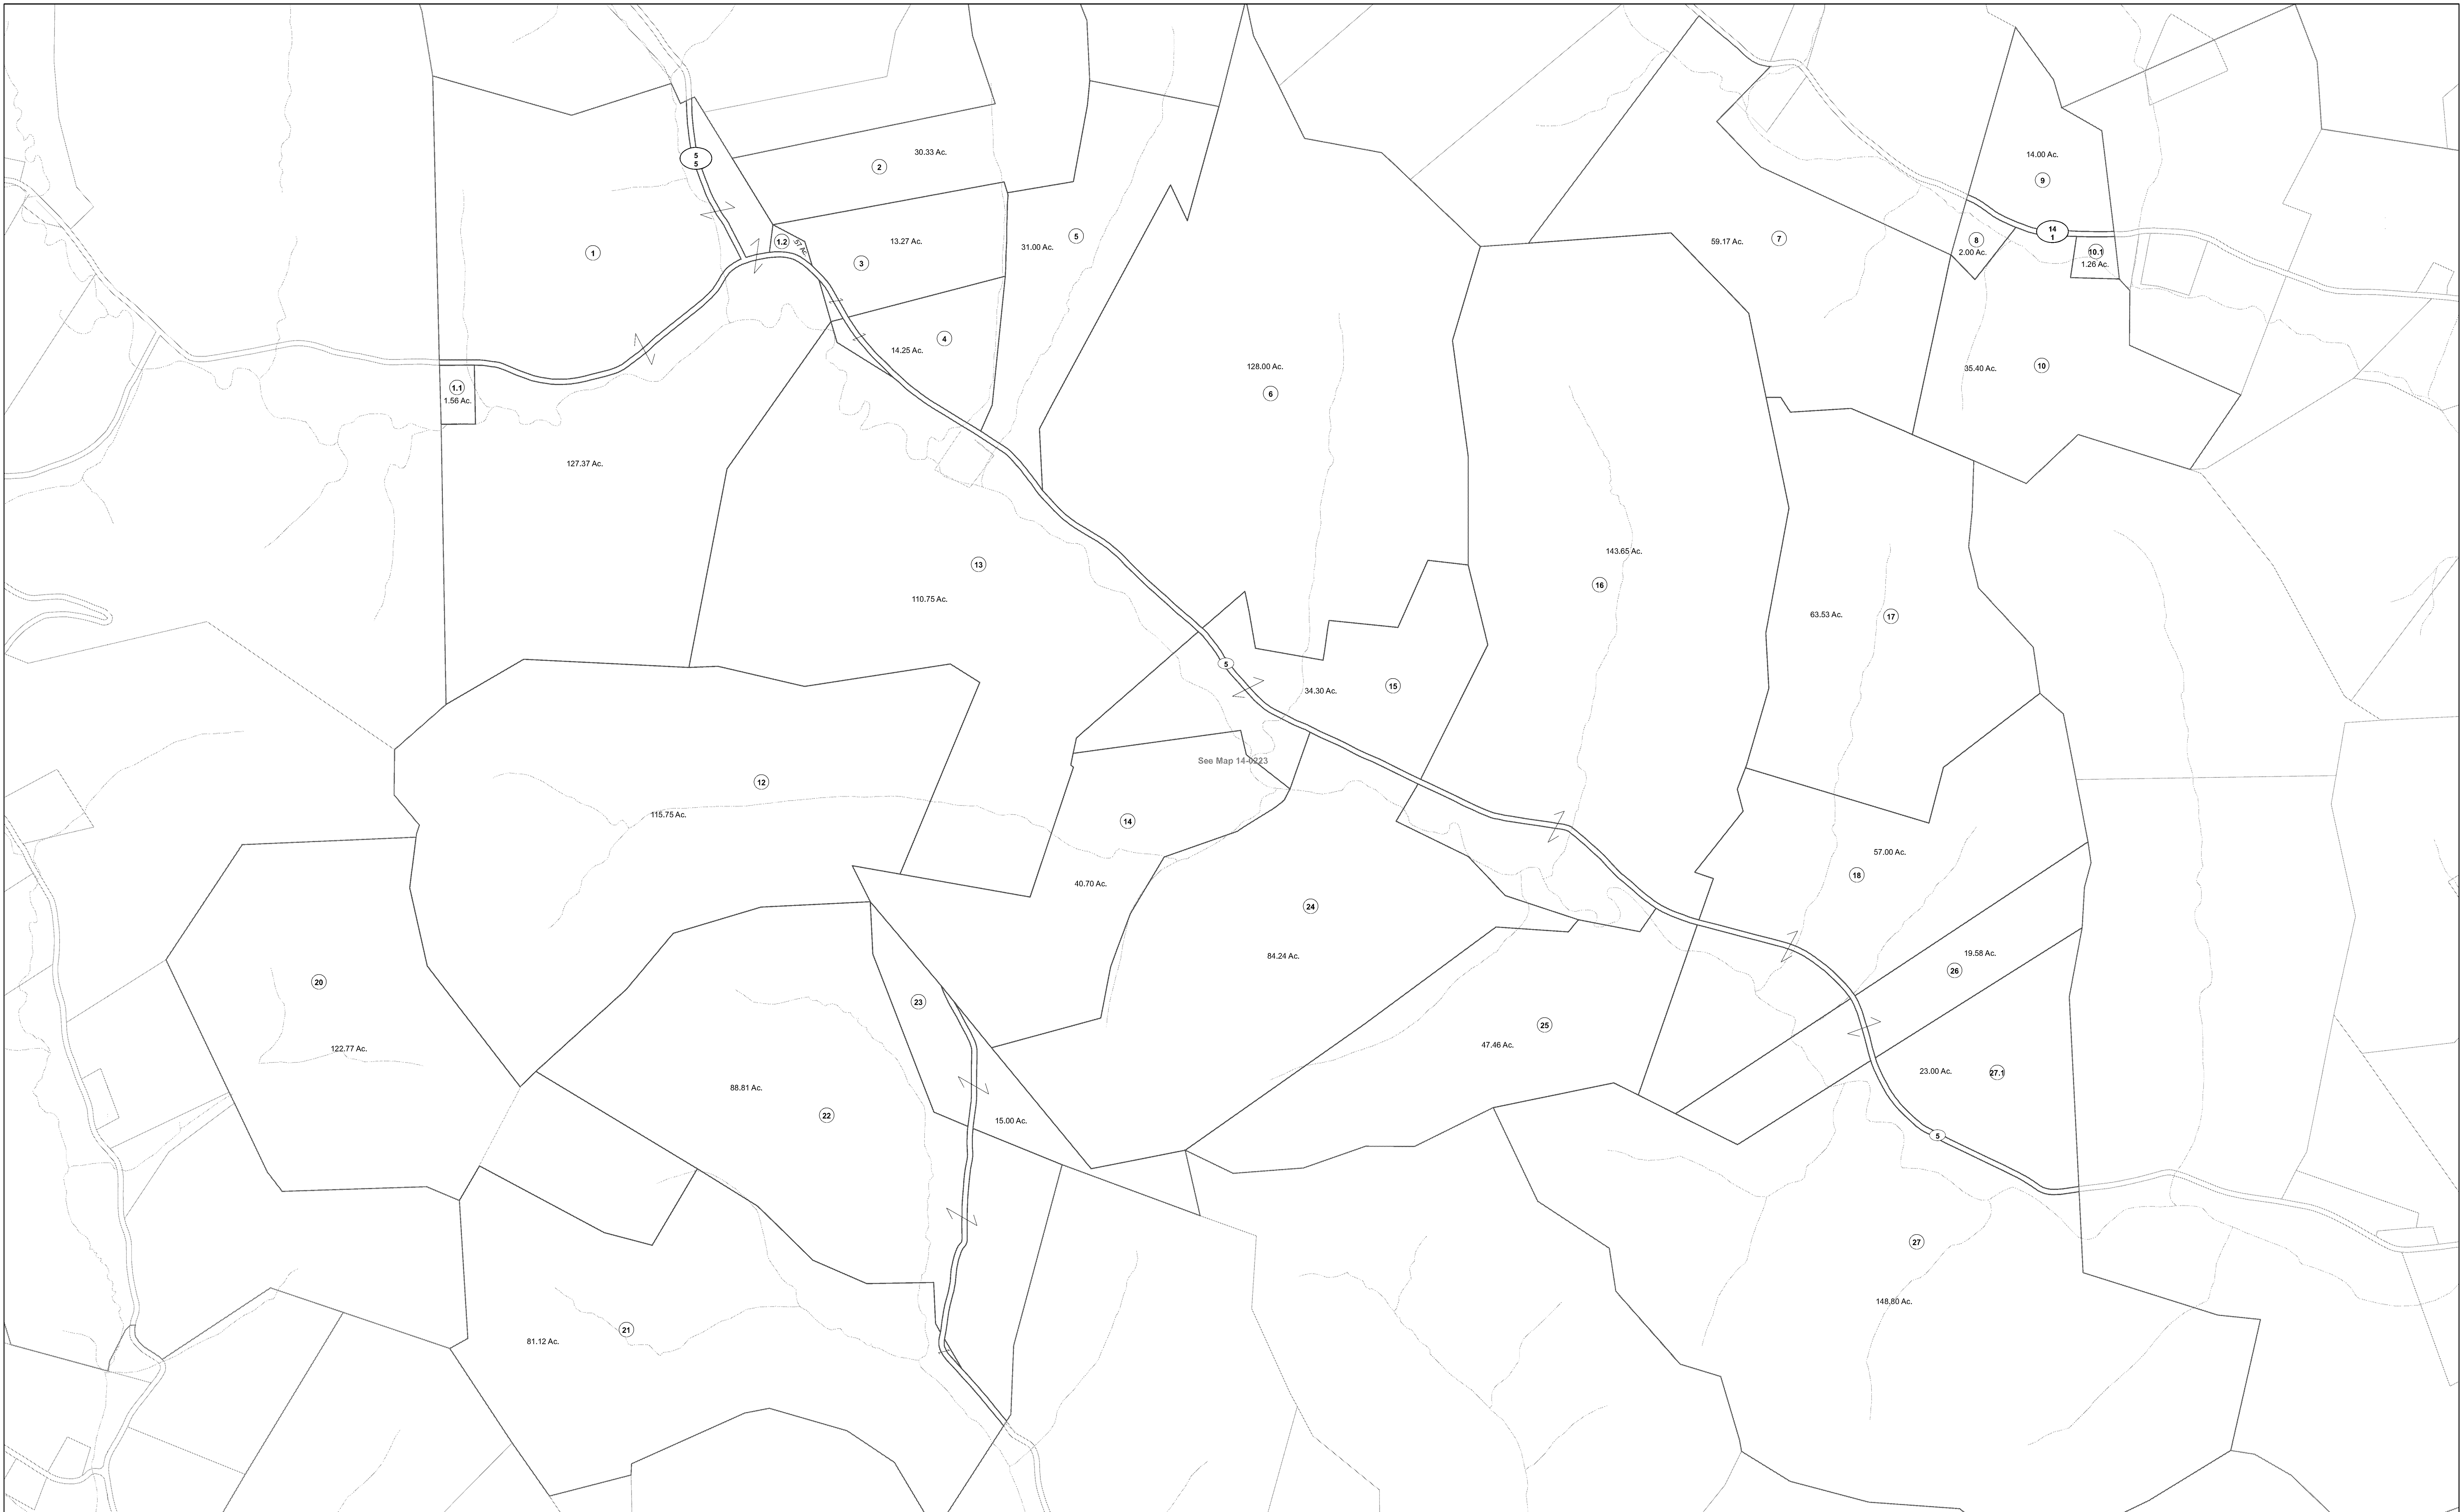 5
5
30.33 Ac.
2
14.00 Ac.
9
1
1.2
.37 Ac.
13.27 Ac.
3
31.00 Ac.
5
59.17 Ac.
7
8
2.00 Ac.
14
1
10.1
1.26 Ac.
4
14.25 Ac.
128.00 Ac.
6
35.40 Ac.
10
1.1
1.56 Ac.
127.37 Ac.
13
110.75 Ac.
143.65 Ac.
16
63.53 Ac.
17
5
34.30 Ac.
15
See Map 14-0223
12
115.75 Ac.
14
40.70 Ac.
57.00 Ac.
18
24
84.24 Ac.
19.58 Ac.
26
20
122.77 Ac.
23
25
47.46 Ac.
23.00 Ac.
27.1
88.81 Ac.
22
15.00 Ac.
5
27
148.80 Ac.
21
81.12 Ac.